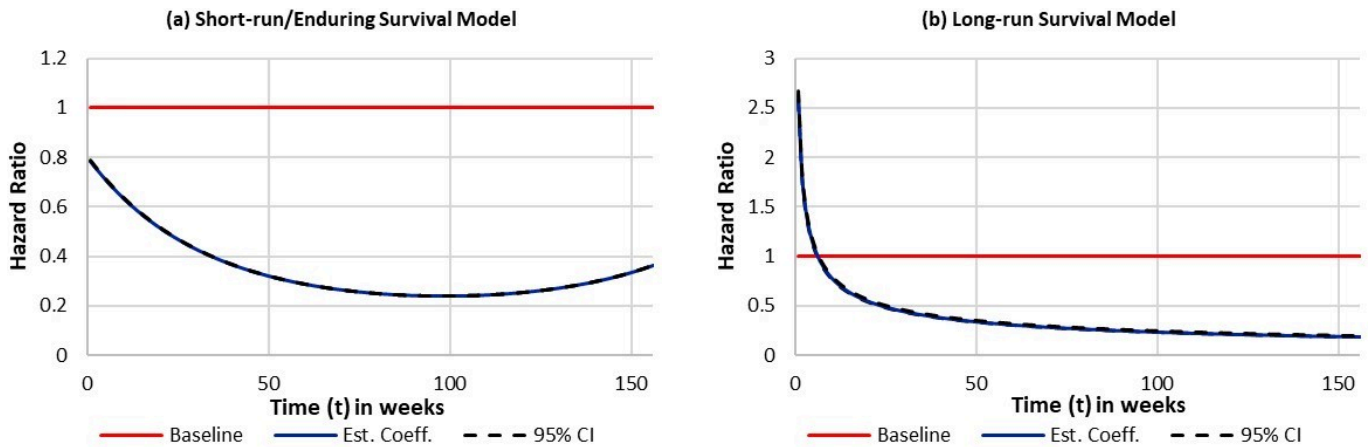 (a) Short-run/Enduring Survival Model
1.2
1
0.8
0.6
0.4
0.2
0
Hazard Ratio
0 50 100 150
Time (t) in weeks
Baseline Est. Coeff. 95% CI
(b) Long-run Survival Model
3
2.5
2
1.5
1
0.5
0
Hazard Ratio
0 50 100 150
Time (t) in weeks
Baseline Est. Coeff. 95% CI